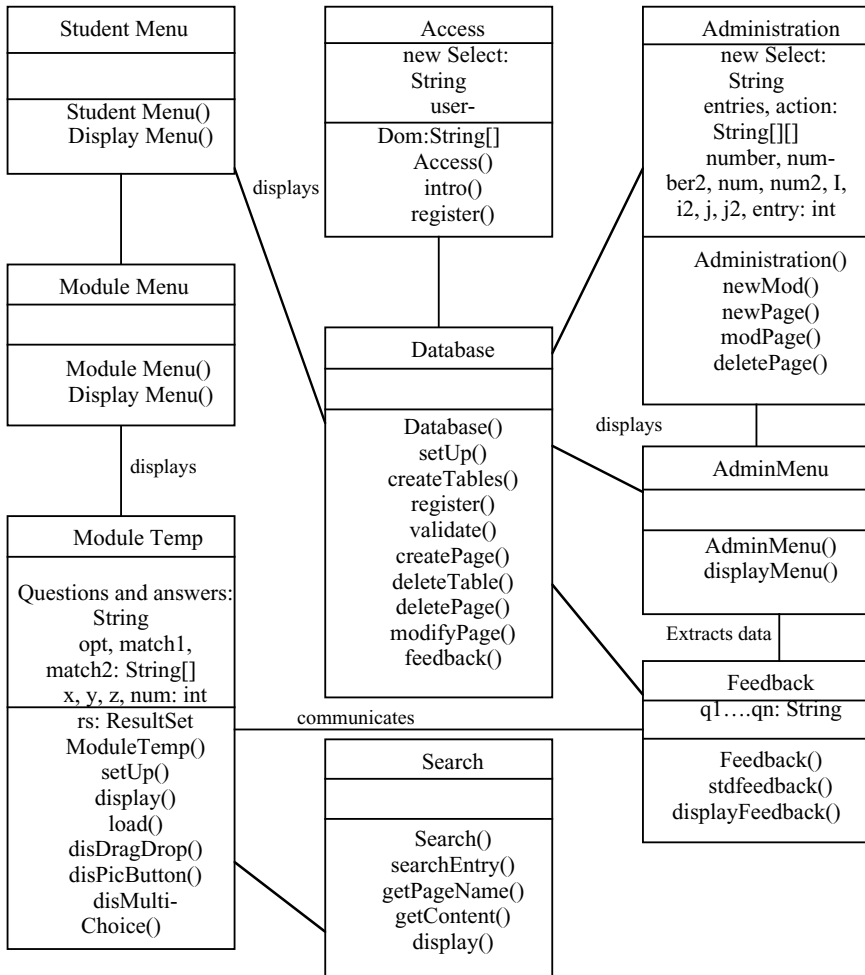 Student Menu
Student Menu()
Display Menu()
displays
Access
new Select:
String
user-
Dom:String[]
Access()
intro()
register()
Administration
new Select:
String
entries, action:
String[][]
number, num-
ber2, num, num2, I,
i2, j, j2, entry: int
Administration()
newMod()
newPage()
modPage()
deletePage()
Module Menu
Module Menu()
Display Menu()
displays
Database
Database()
setUp()
createTables()
register()
validate()
createPage()
deleteTable()
deletePage()
modifyPage()
feedback()
displays
AdminMenu
AdminMenu()
displayMenu()
Extracts data
Module Temp
Questions and answers:
String
opt, match1,
match2: String[]
x, y, z, num: int
rs: ResultSet
ModuleTemp()
setUp()
display()
load()
disDragDrop()
disPicButton()
disMulti-
Choice()
communicates
Feedback
q1....qn: String
Feedback()
stdfeedback()
displayFeedback()
Search
Search()
searchEntry()
getPageName()
getContent()
display()